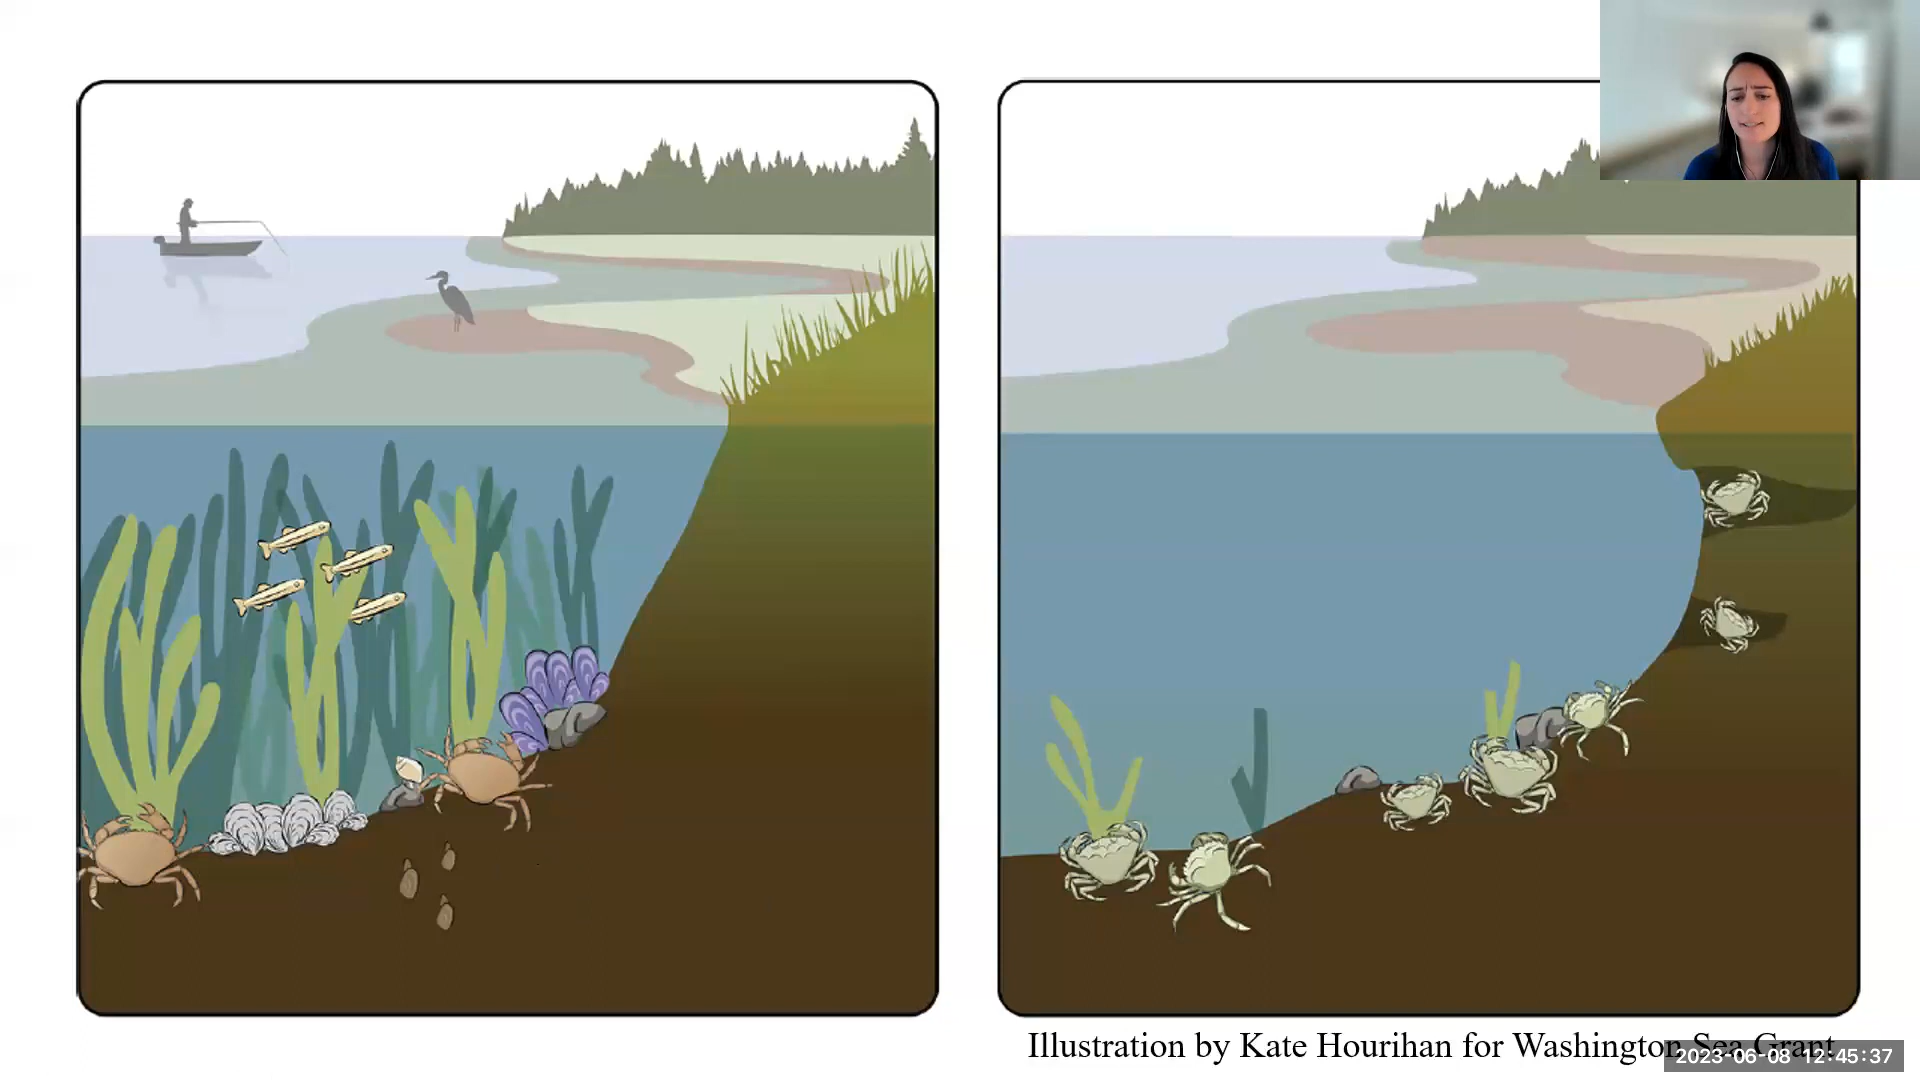 Illustration by Kate Hourihan for Washington Sea Grant
2023-06-08 12:45:37